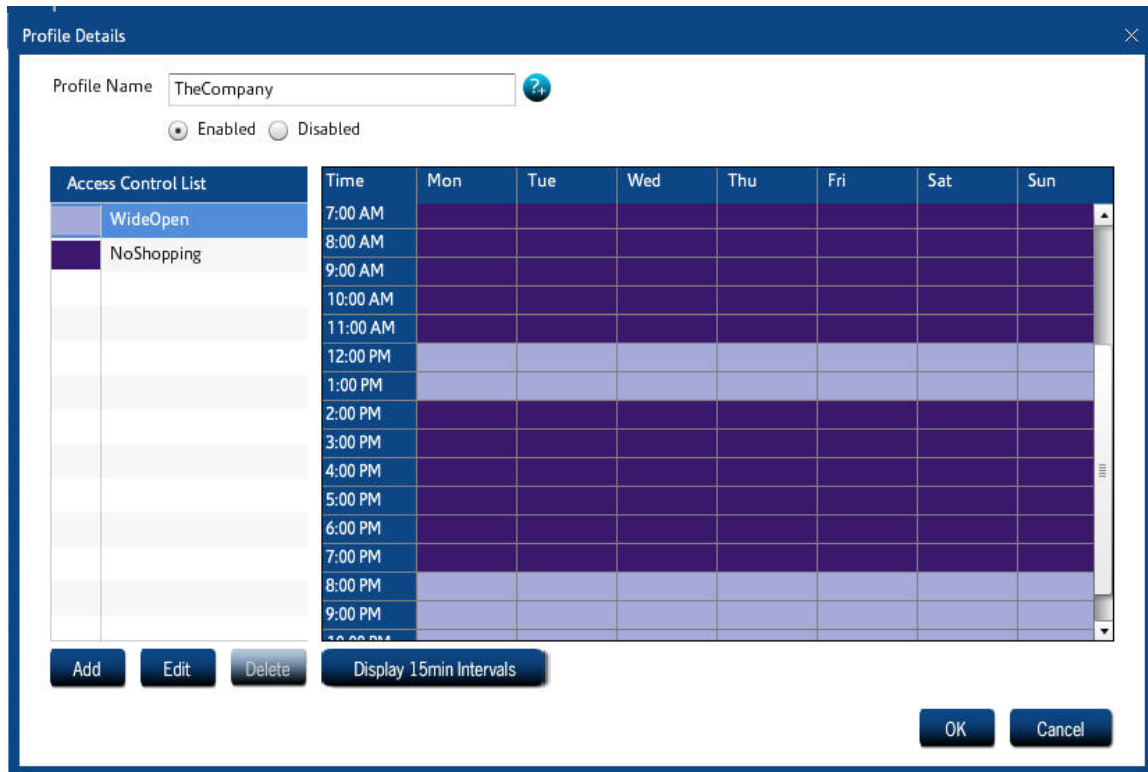 Profile Details
Profile Name TheCompany
Enabled Disabled
Access Control List
WideOpen
NoShopping
Time Mon Tue Wed Thu Fri Sat Sun
7:00 AM
8:00 AM
9:00 AM
10:00 AM
11:00 AM
12:00 PM
1:00 PM
2:00 PM
3:00 PM
4:00 PM
5:00 PM
6:00 PM
7:00 PM
8:00 PM
9:00 PM
10:00 PM
Add Edit Delete Display 15min Intervals
OK Cancel